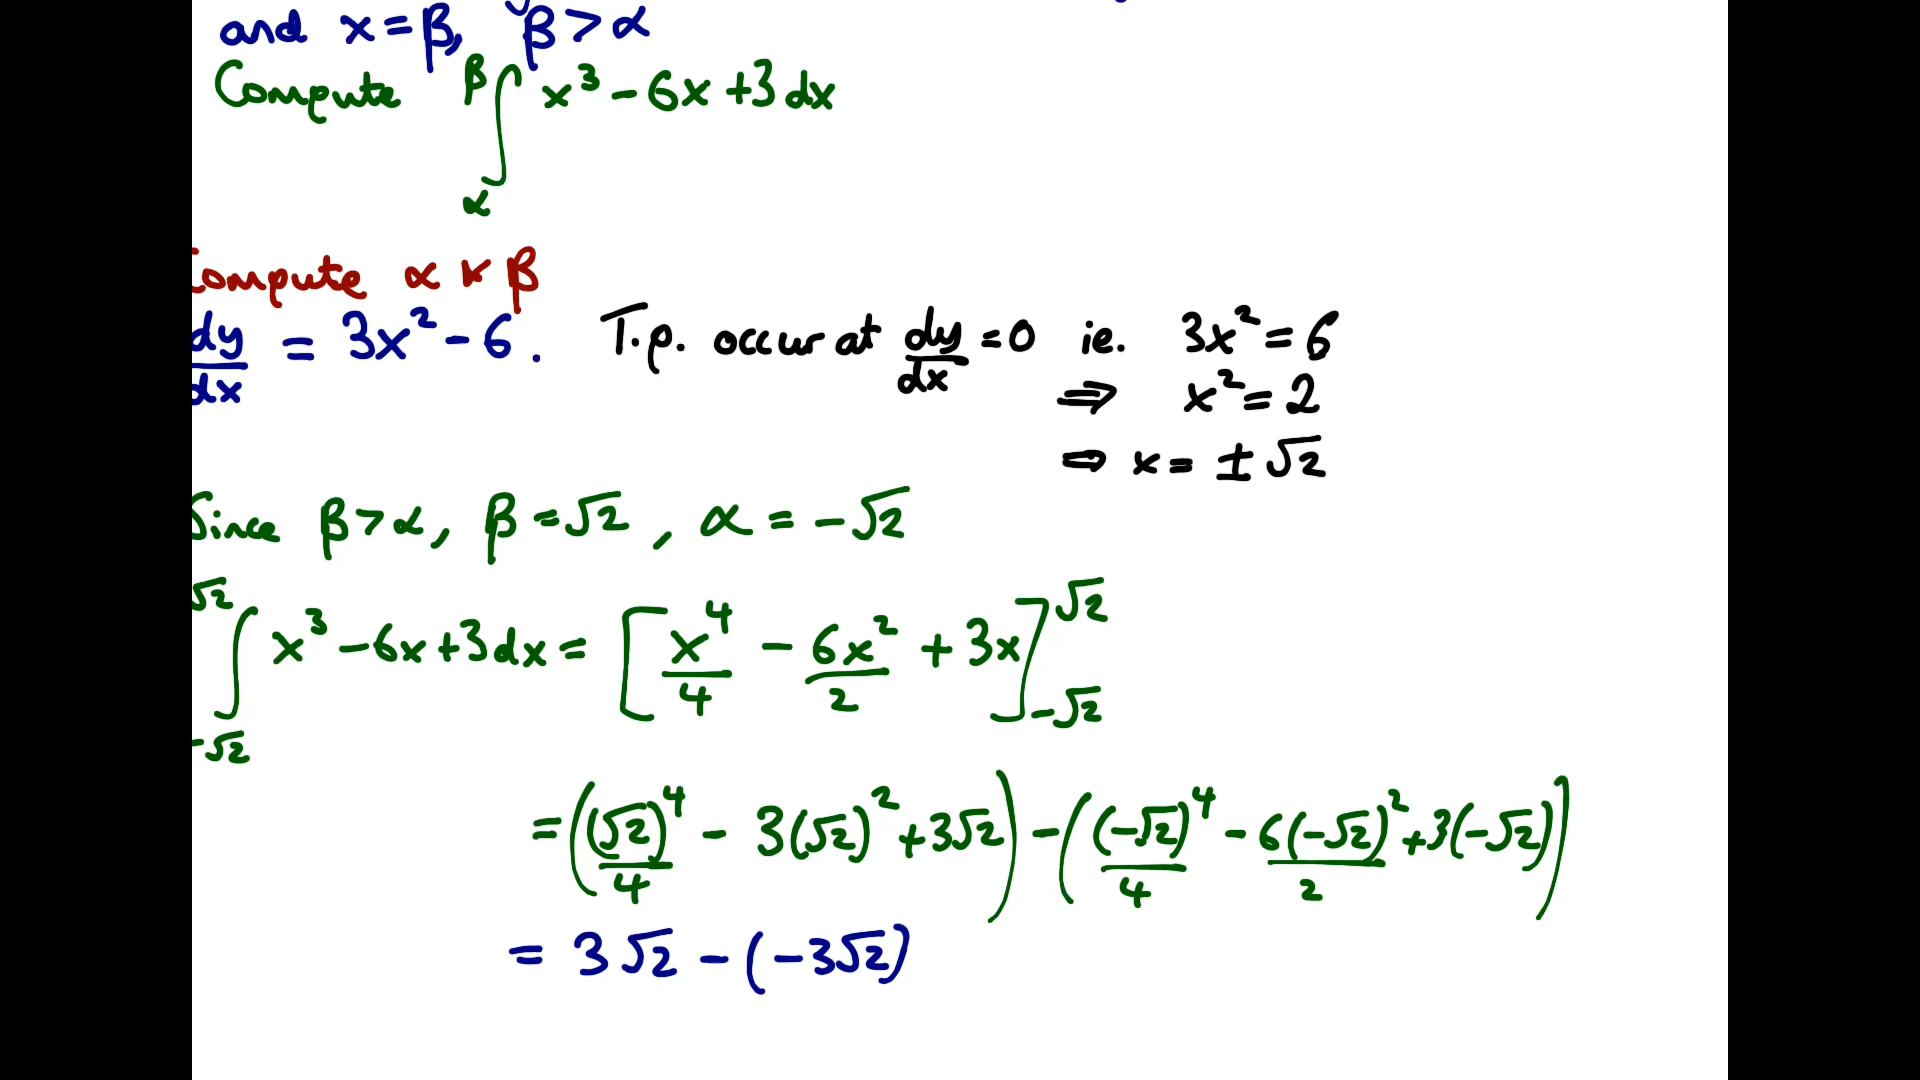 and x = β, β > α
Compute ∫_α^β x³ - 6x + 3 dx
ompute α × β
dy/dx = 3x² - 6. T.p. occur at dy/dx = 0 ie. 3x² = 6
⇒ x² = 2
⇒ x = ± √2
Since β > α, β = √2, α = -√2
∫_{-√2}^{√2} x³ - 6x + 3 dx = [x⁴/4 - 6x²/2 + 3x]_{-√2}^{√2}
= ((√2)⁴/4 - 3(√2)² + 3√2) - ((-√2)⁴/4 - 6(-√2)²/2 + 3(-√2))
= 3√2 - (-3√2)